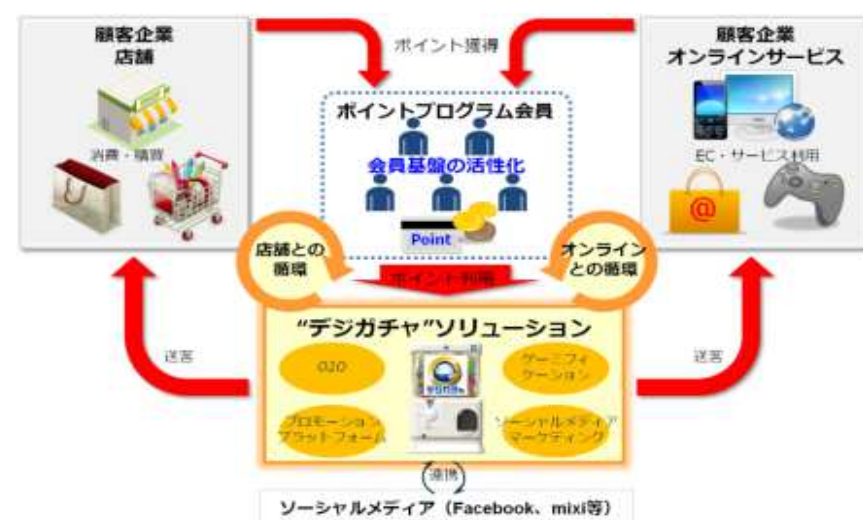 顧客企業
店舗
消費・購買
ポイント獲得
顧客企業
オンラインサービス
EC・サービス利用
@
ポイントプログラム会員
会員基盤の活性化
Point
店舗との
循環
オンライン
との循環
ポイント利用
送客
送客
“デジガチャ”ソリューション
O2O
デジガチャ
ゲーミフィ
ケーション
プロモーション
プラットフォーム
ソーシャルメディア
マーケティング
連携
ソーシャルメディア（Facebook、mixi等）